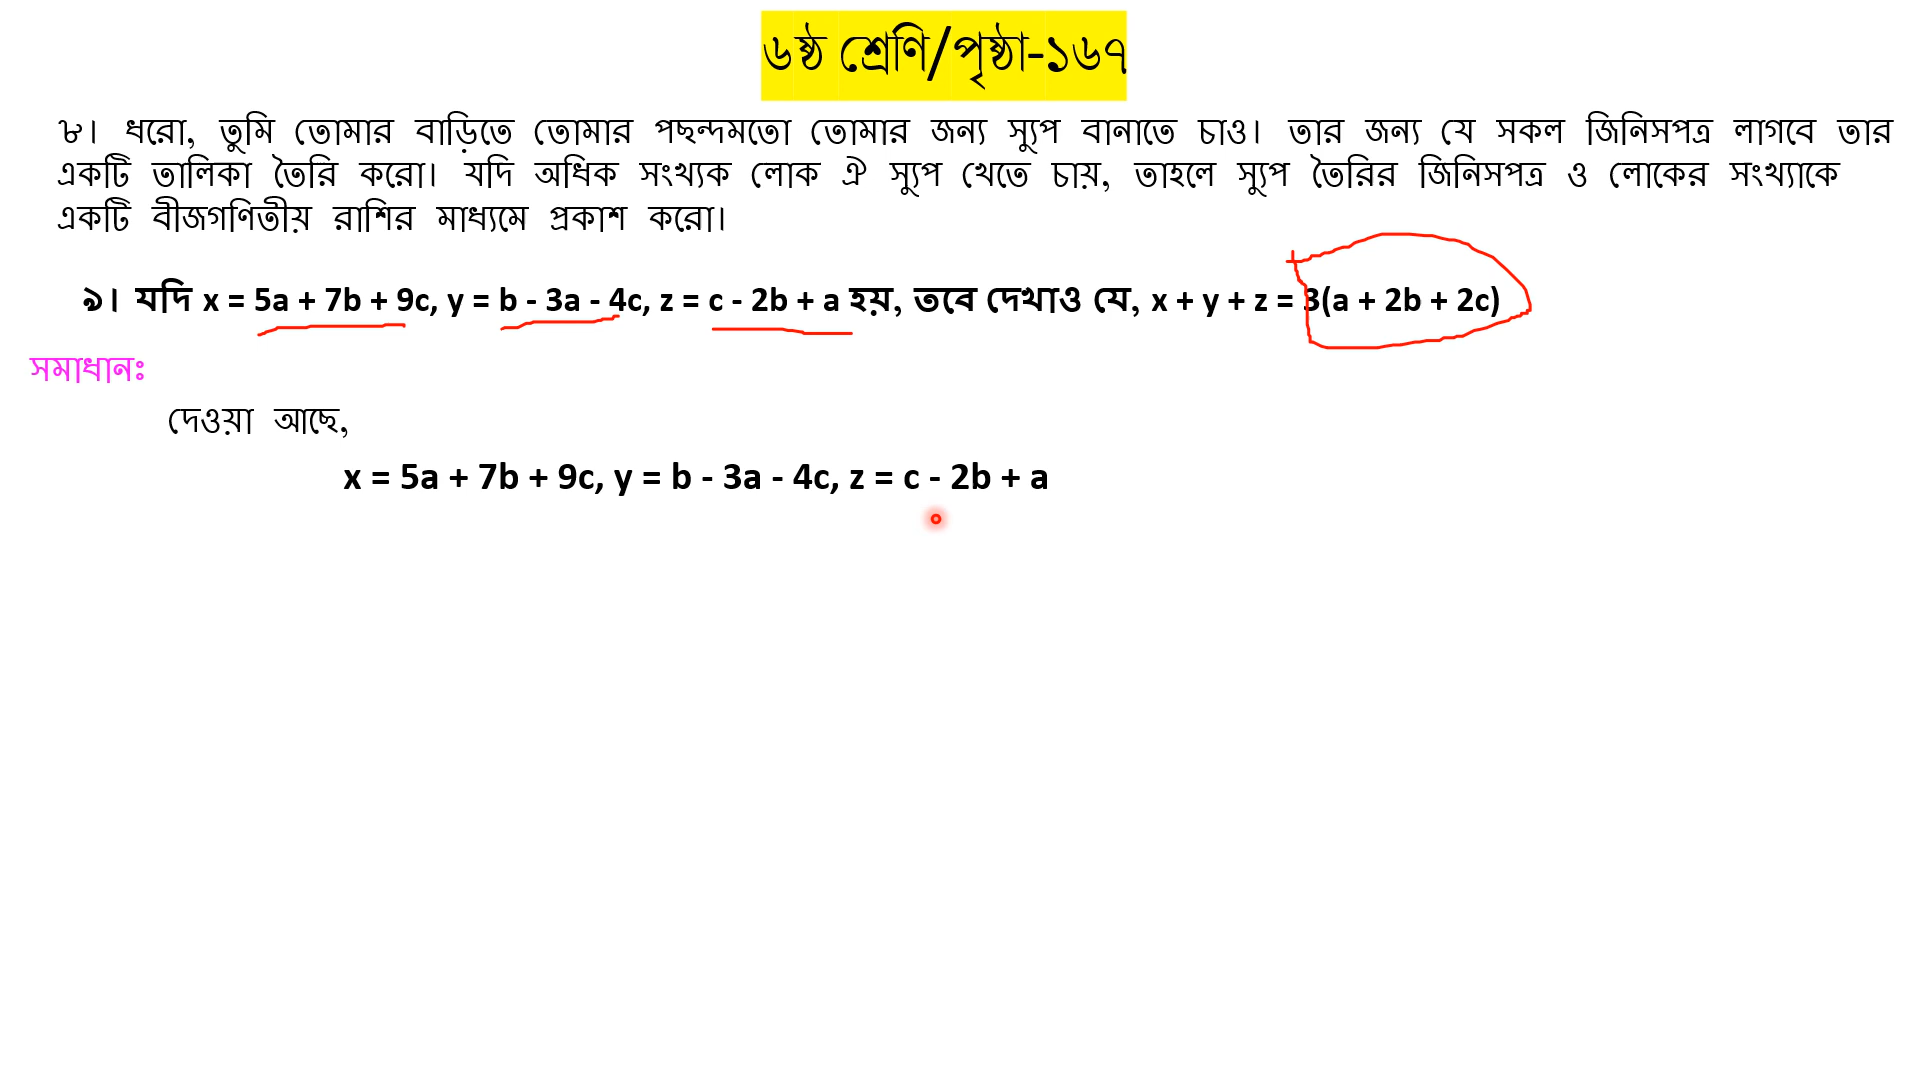 ৬ষ্ঠ শ্রেণি/পৃষ্ঠা-১৬৭
৮। ধরো, তুমি তোমার বাড়িতে তোমার পছন্দমতো তোমার জন্য স্যুপ বানাতে চাও। তার জন্য যে সকল জিনিসপত্র লাগবে তার
একটি তালিকা তৈরি করো। যদি অধিক সংখ্যক লোক ঐ স্যুপ খেতে চায়, তাহলে স্যুপ তৈরির জিনিসপত্র ও লোকের সংখ্যাকে
একটি বীজগণিতীয় রাশির মাধ্যমে প্রকাশ করো।
৯। যদি x = 5a + 7b + 9c, y = b - 3a - 4c, z = c - 2b + a হয়, তবে দেখাও যে, x + y + z = 3(a + 2b + 2c)
সমাধানঃ
দেওয়া আছে,
x = 5a + 7b + 9c, y = b - 3a - 4c, z = c - 2b + a